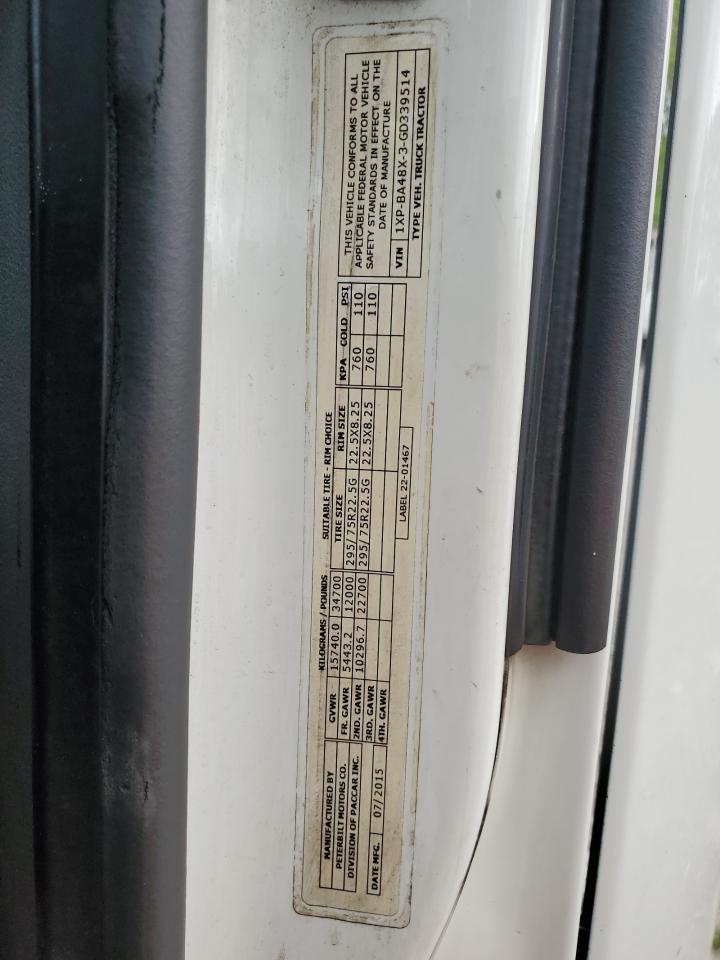 MANUFACTURED BY
PETERBILT MOTORS CO.
DIVISION OF PACCAR INC.
DATE MFG. 07/2015
KILOGRAMS / POUNDS
GVWR 15740.0 34700
FR. GAWR 5443.2 12000
2ND. GAWR 10296.7 22700
3RD. GAWR
4TH. GAWR
SUITABLE TIRE - RIM CHOICE
TIRE SIZE RIM SIZE KPA COLD PSI
295/75R22.5G 22.5X8.25 760 110
295/75R22.5G 22.5X8.25 760 110
LABEL 22-01467
THIS VEHICLE CONFORMS TO ALL
APPLICABLE FEDERAL MOTOR VEHICLE
SAFETY STANDARDS IN EFFECT ON THE
DATE OF MANUFACTURE
VIN 1XP-BA48X-3-GD339514
TYPE VEH. TRUCK TRACTOR